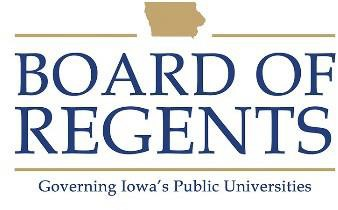 BOARD OF
REGENTS
Governing Iowa's Public Universities